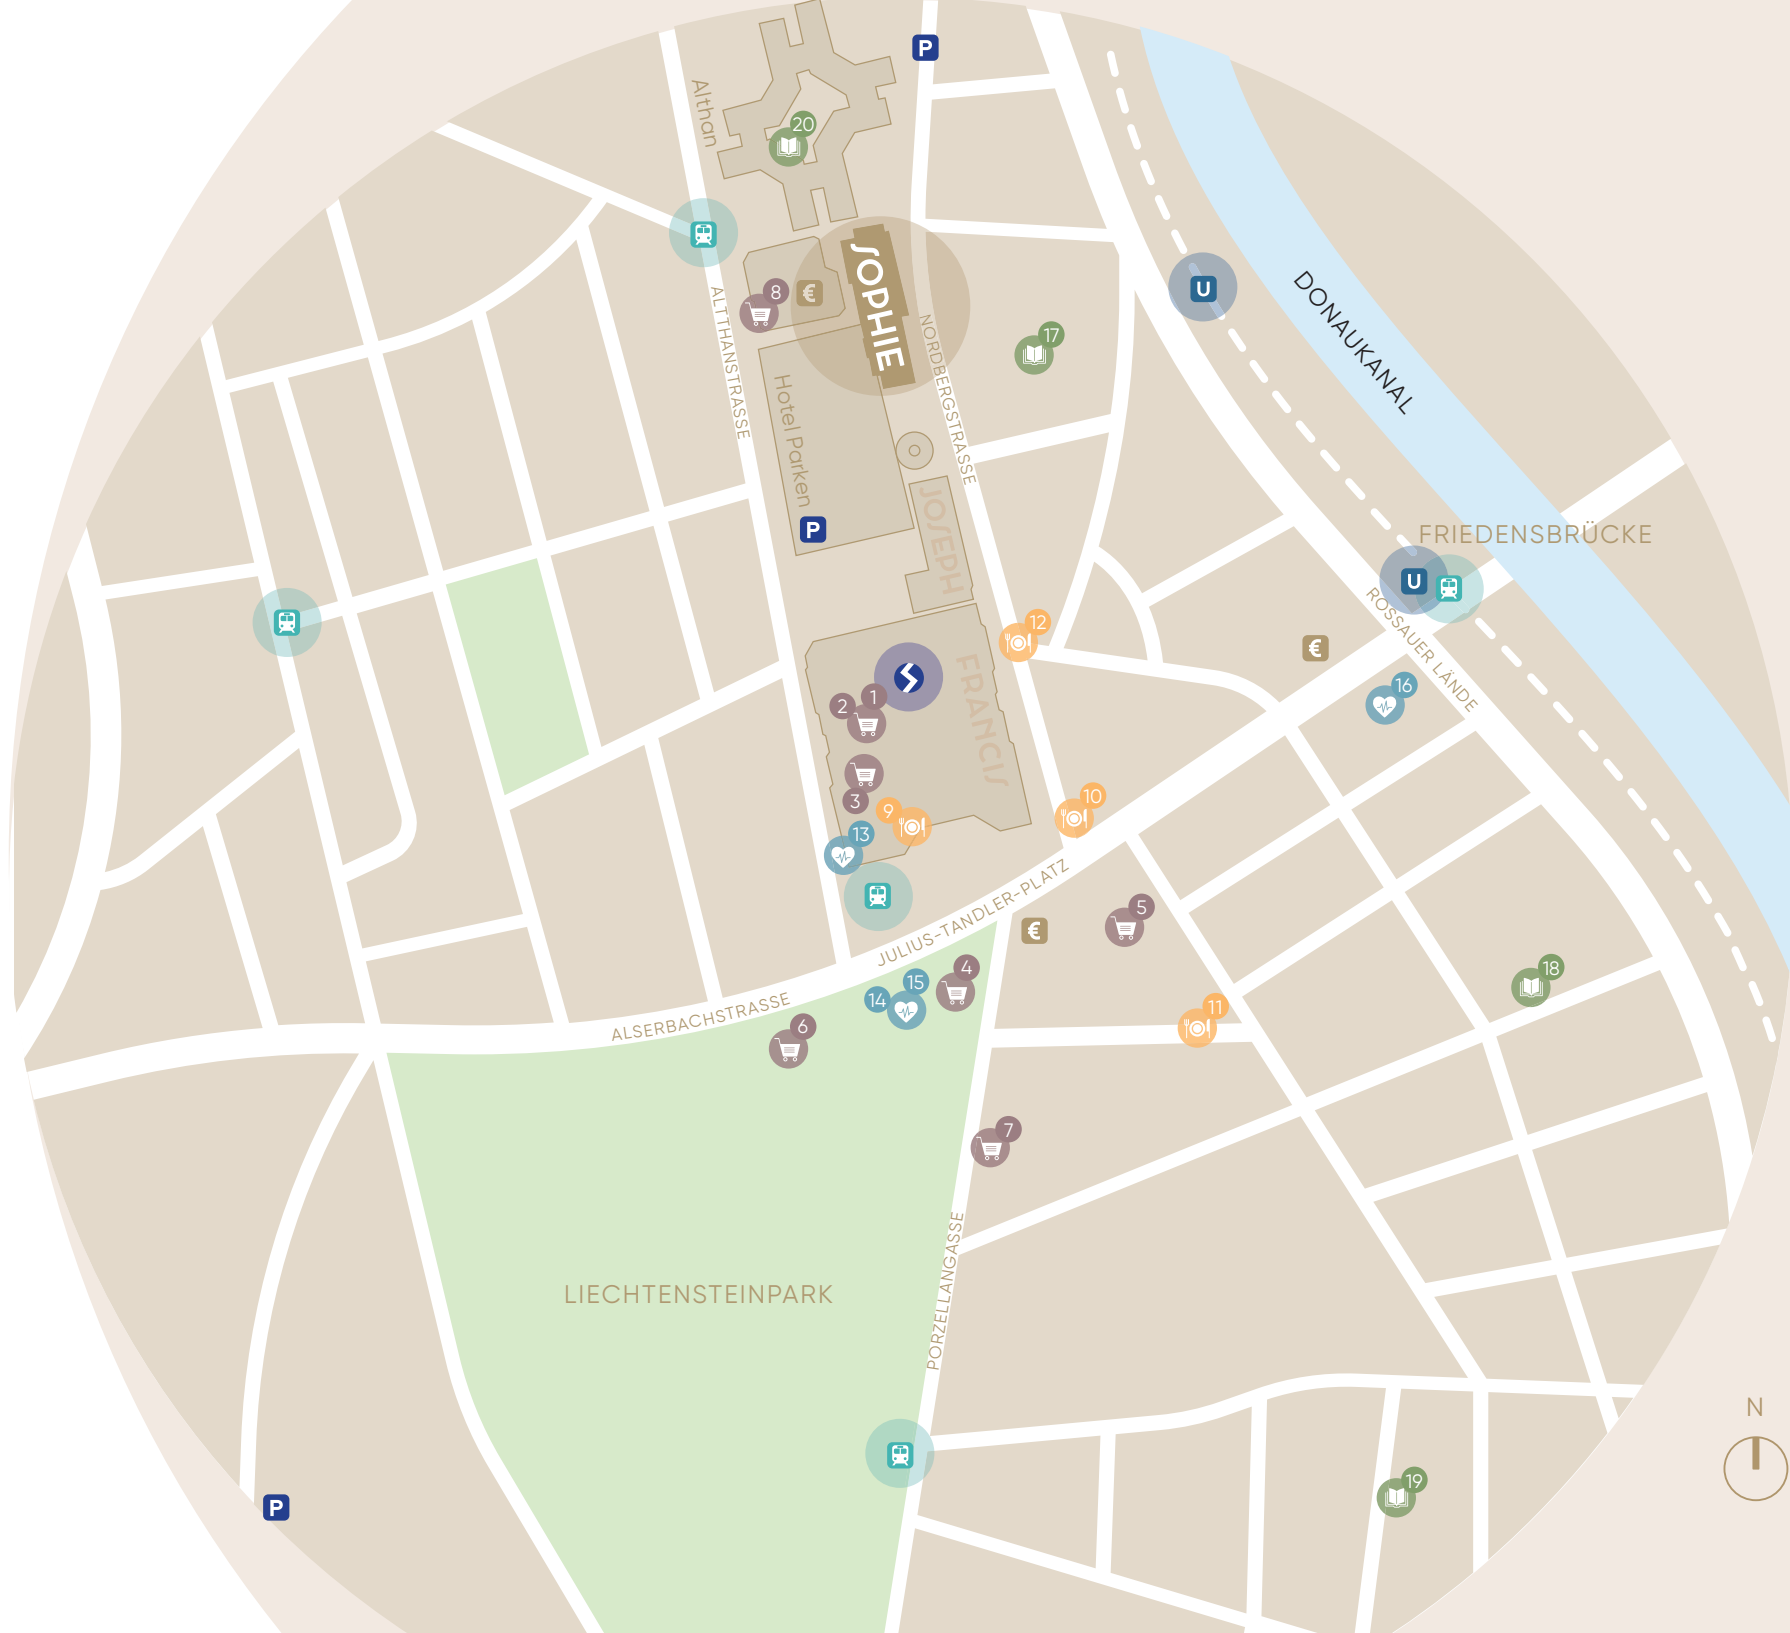 P
Althan
20
SOPHIE
8
€
ALTTHANSTRASSE
NORDBERGSTRASSE
17
U
DONAUKANAL
Hotel Parken
P
JOSEPH
FRIEDENSBRÜCKE
U
ROSSAUER LÄNDE
12
€
16
FRANCIS
1
2
3
9
10
13
JULIUS-TANDLER-PLATZ
5
€
4
15
14
18
ALSERBACHSTRASSE
6
11
7
PORZELLANGASSE
LIECHTENSTEINPARK
N
19
P